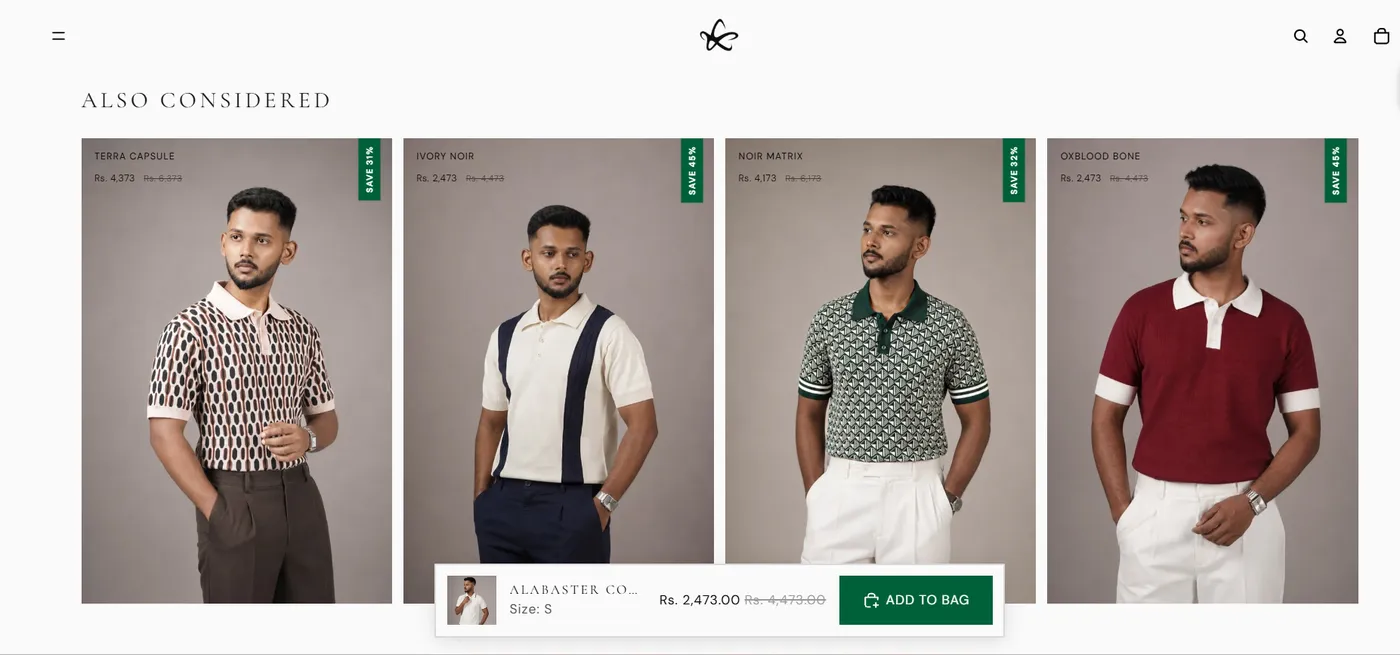 ALSO CONSIDERED
TERRA CAPSULE
Rs. 4,373 Rs. 6,373
SAVE 31%
IVORY NOIR
Rs. 2,473 Rs. 4,473
SAVE 45%
NOIR MATRIX
Rs. 4,173 Rs. 6,173
SAVE 32%
OXBLOOD BONE
Rs. 2,473 Rs. 4,473
SAVE 45%
ALABASTER CO...
Size: S
Rs. 2,473.00 Rs. 4,473.00
ADD TO BAG